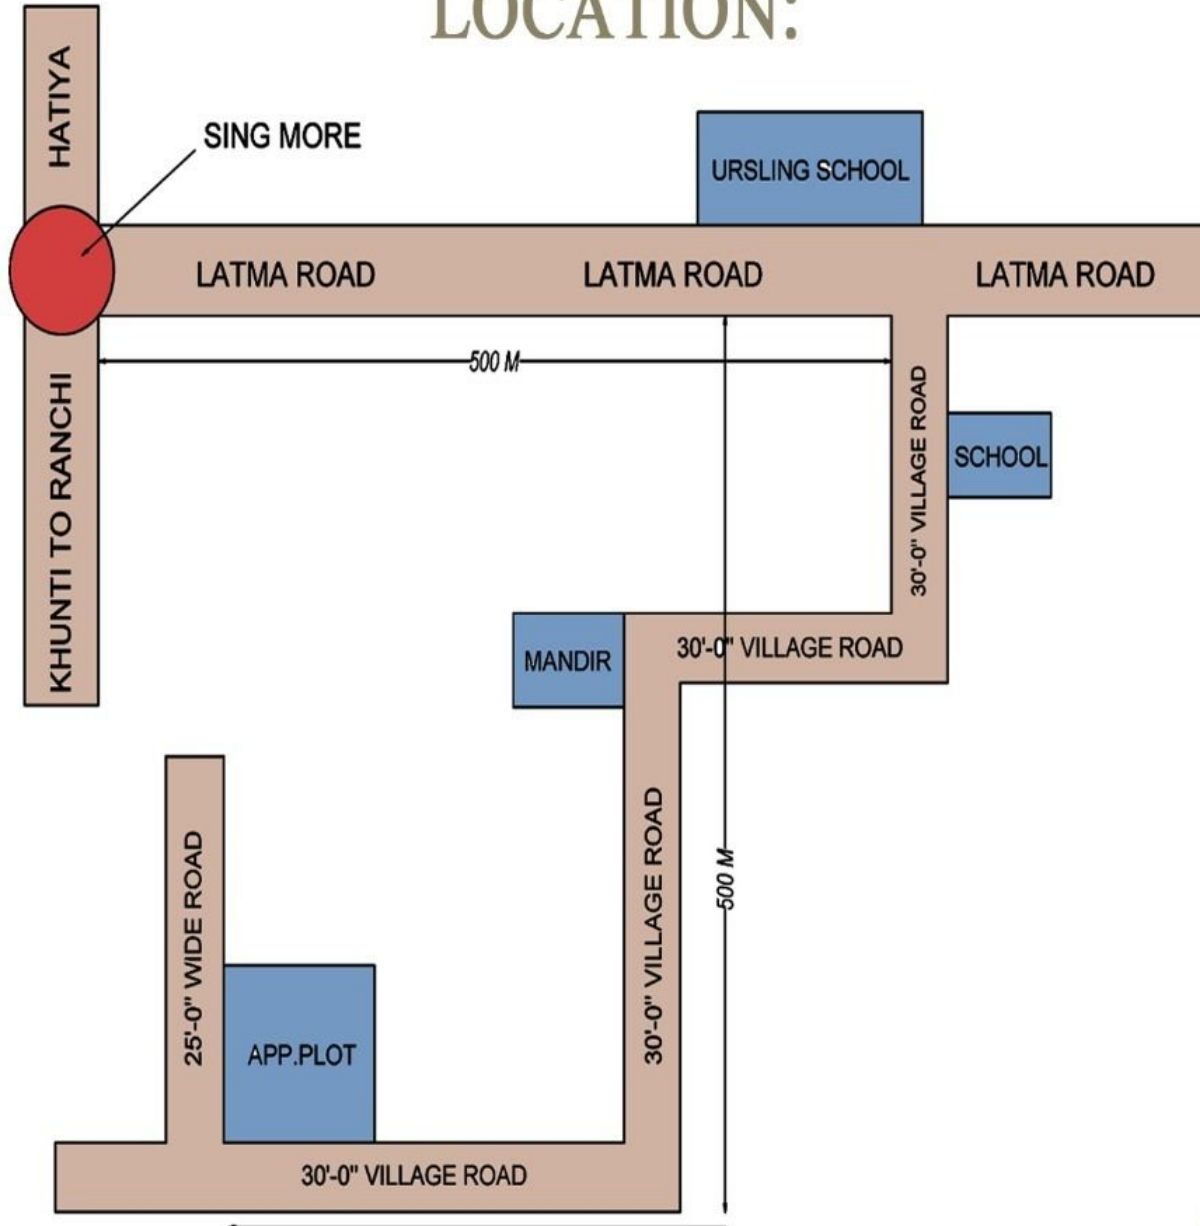 LOCATION:
HATIYA
SING MORE
URSLING SCHOOL
LATMA ROAD
LATMA ROAD
LATMA ROAD
500 M
KHUNTI TO RANCHI
30'-0" VILLAGE ROAD
SCHOOL
MANDIR
30'-0" VILLAGE ROAD
25'-0" WIDE ROAD
30'-0" VILLAGE ROAD
500 M
APP.PLOT
30'-0" VILLAGE ROAD